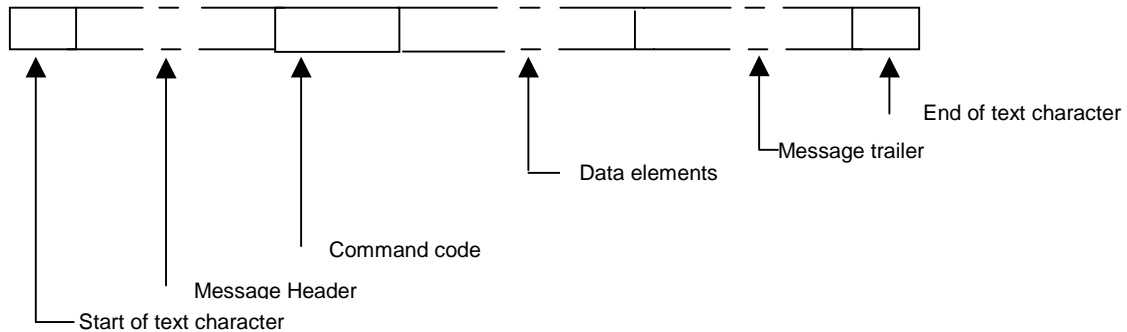 End of text character
Message trailer
Data elements
Command code
Message Header
Start of text character